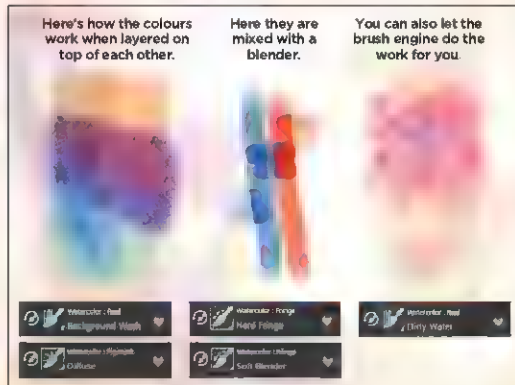 Here's how the colours
work when layered on
top of each other.
Here they are
mixed with a
blender.
You can also let the
brush engine do the
work for you
Watercolor : Real
Background Wash
Watercolor : Pigment
Diffuse
Watercolor : Fringe
Hard Fringe
Watercolor : Fringe
Soft Blender
Watercolor : Real
Dirty Water